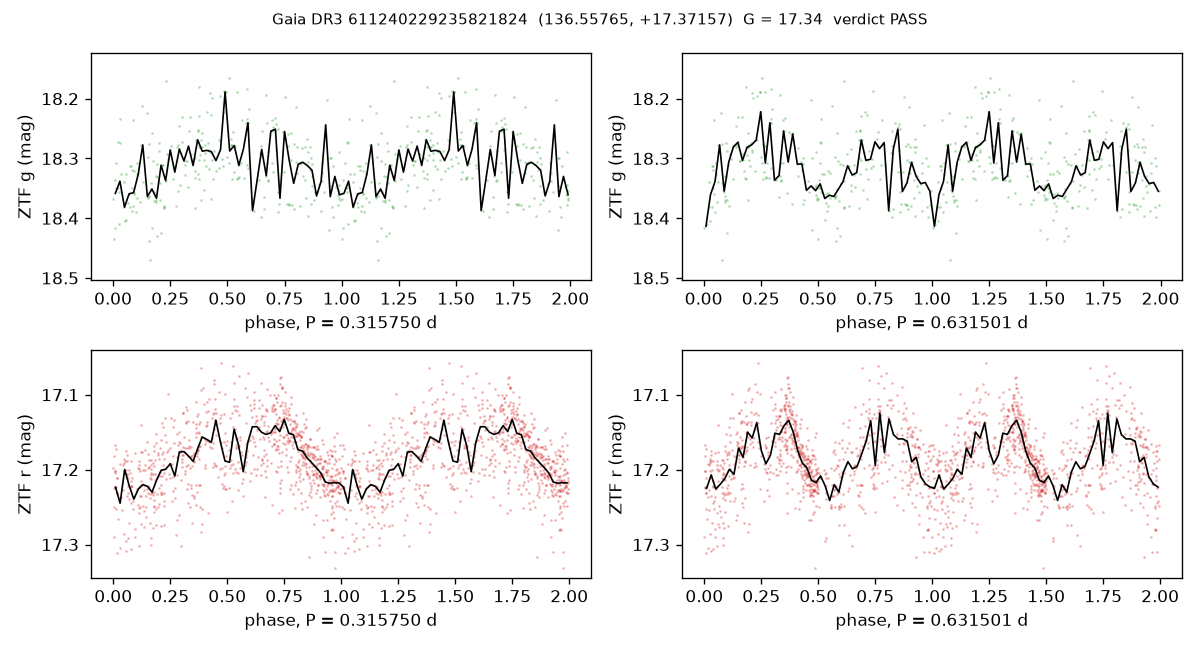 Gaia DR3 611240229235821824 (136.55765, +17.37157) G = 17.34 verdict PASS
ZTF g (mag)
18.2
18.3
18.4
18.5
0.00 0.25 0.50 0.75 1.00 1.25 1.50 1.75 2.00
phase, P = 0.315750 d
ZTF g (mag)
18.2
18.3
18.4
18.5
0.00 0.25 0.50 0.75 1.00 1.25 1.50 1.75 2.00
phase, P = 0.631501 d
ZTF r (mag)
17.1
17.2
17.3
0.00 0.25 0.50 0.75 1.00 1.25 1.50 1.75 2.00
phase, P = 0.315750 d
ZTF r (mag)
17.1
17.2
17.3
0.00 0.25 0.50 0.75 1.00 1.25 1.50 1.75 2.00
phase, P = 0.631501 d